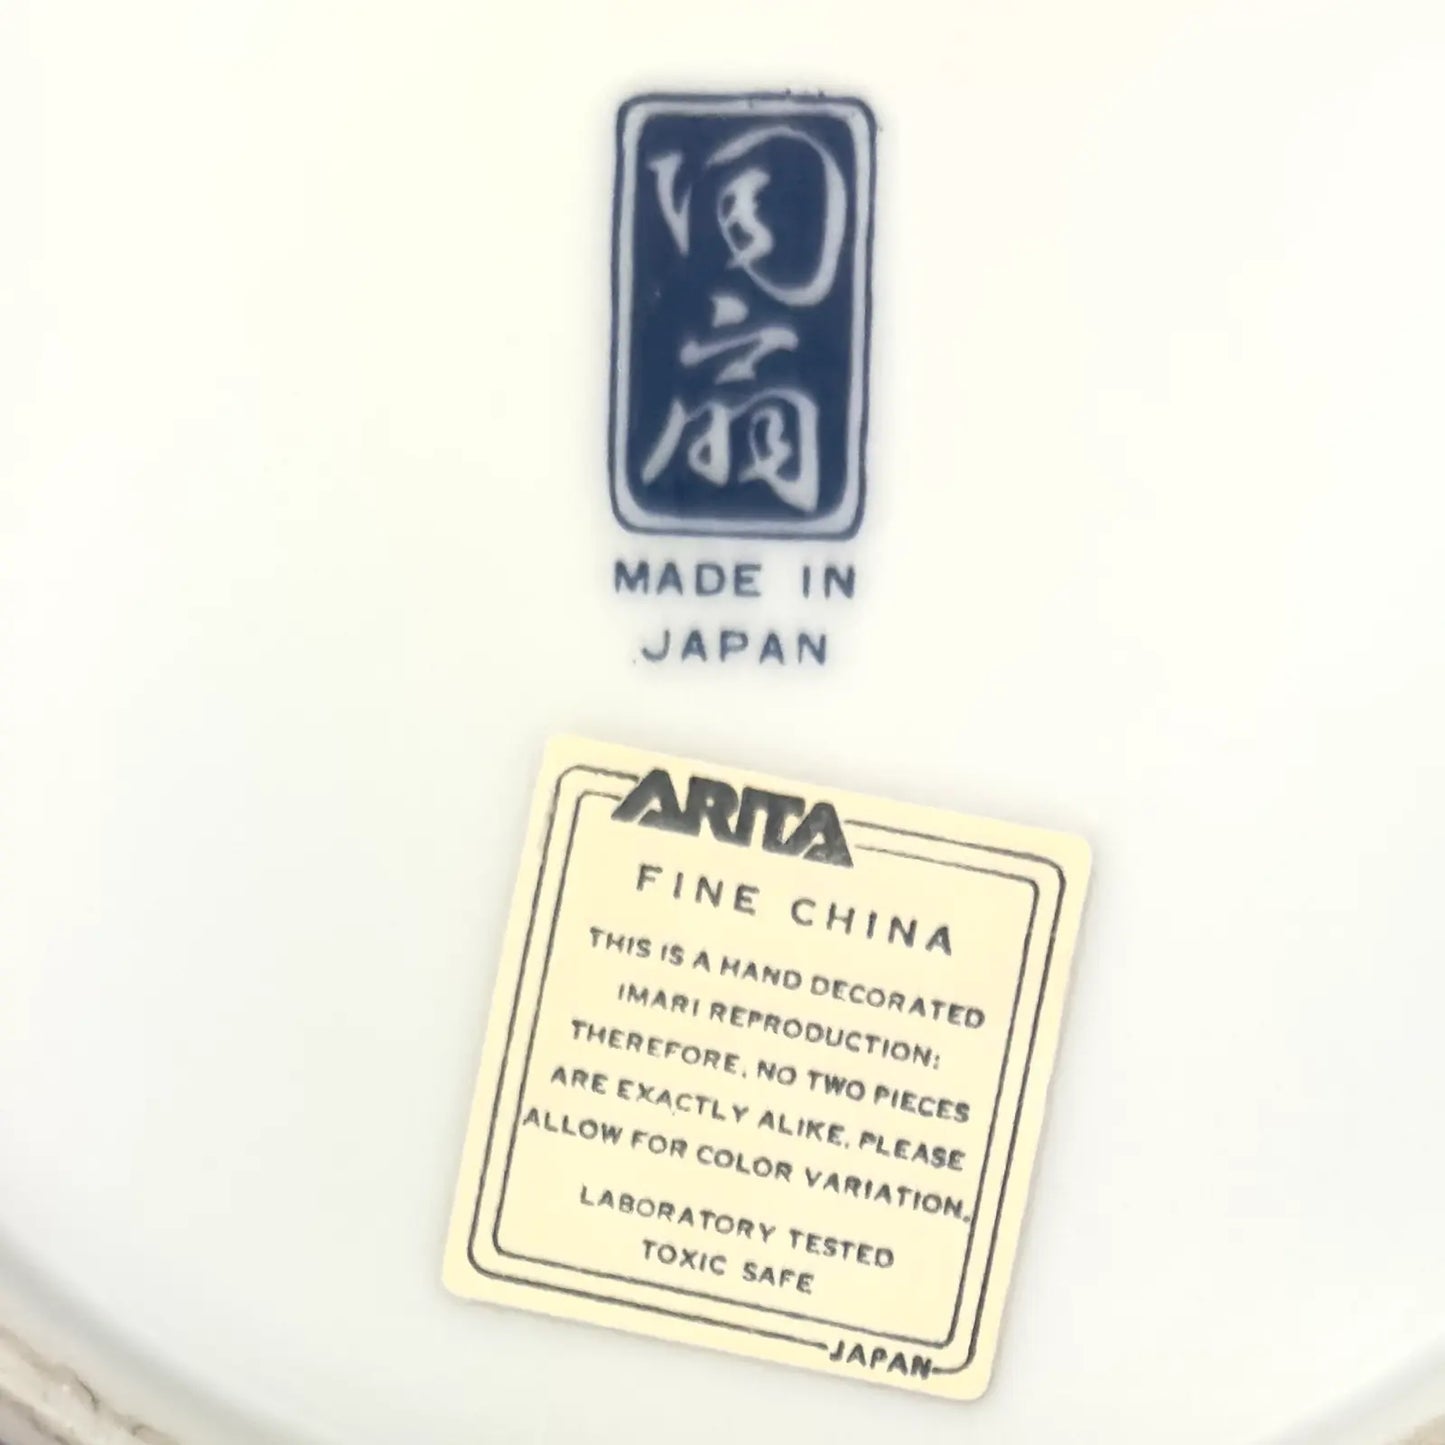 MADE IN
JAPAN
ARITA
FINE CHINA
THIS IS A HAND DECORATED
IMARI REPRODUCTION:
THEREFORE, NO TWO PIECES
ARE EXACTLY ALIKE. PLEASE
ALLOW FOR COLOR VARIATION.
LABORATORY TESTED
TOXIC SAFE
JAPAN